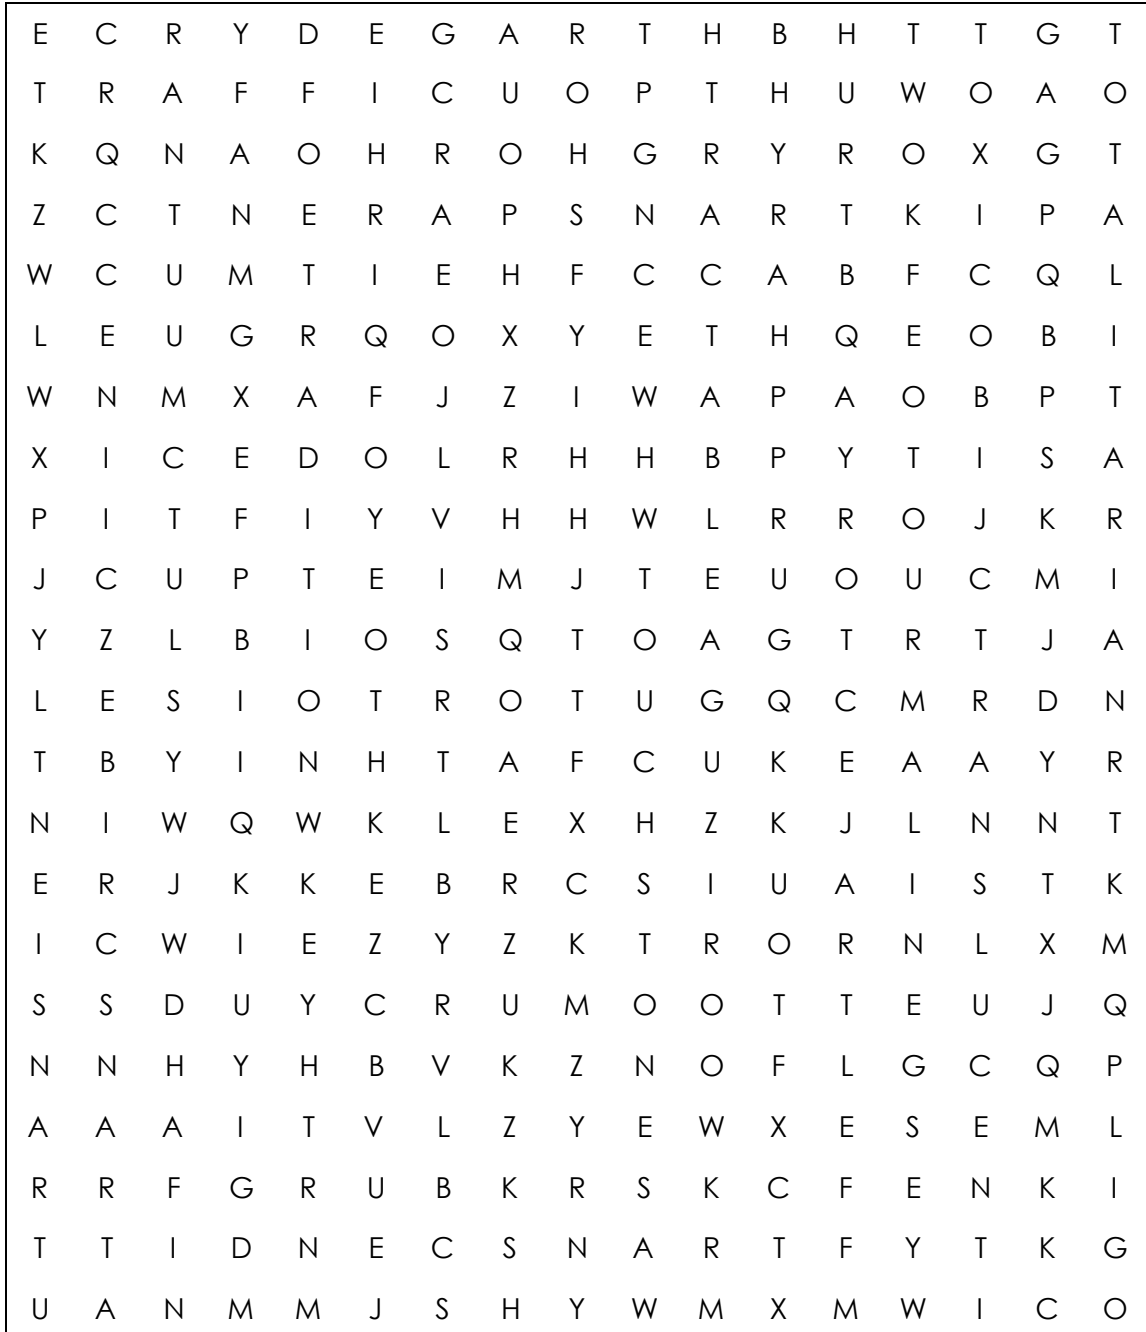 E C R Y D E G A R T H B H T T G T
T R A F F I C U O P T H U W O A O
K Q N A O H R O H G R Y R O X G T
Z C T N E R A P S N A R T K I P A
W C U M T I E H F C C A B F C Q L
L E U G R Q O X Y E T H Q E O B I
W N M X A F J Z I W A P A O B P T
X I C E D O L R H H B P Y T I S A
P I T F I Y V H H W L R R O J K R
J C U P T E I M J T E U O U C M I
Y Z L B I O S Q T O A G T R T J A
L E S I O T R O T U G Q C M R D N
T B Y I N H T A F C U K E A A Y R
N I W Q W K L E X H Z K J L N N T
E R J K K E B R C S I U A I S T K
I C W I E Z Y Z K T R O R N L X M
S S D U Y C R U M O O T T E U J Q
N N H Y H B V K Z N O F L G C Q P
A A A I T V L Z Y E W X E S E M L
R R F G R U B K R S K C F E N K I
T T I D N E C S N A R T F Y T K G
U A N M M J S H Y W M X M W I C O